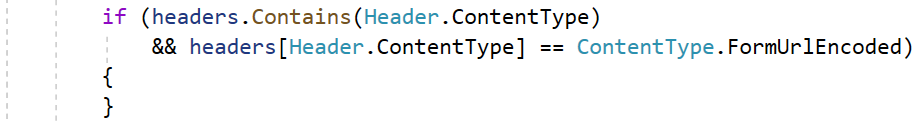 if (headers.Contains(Header.ContentType)
&& headers[Header.ContentType] == ContentType.FormUrlEncoded)
{
}